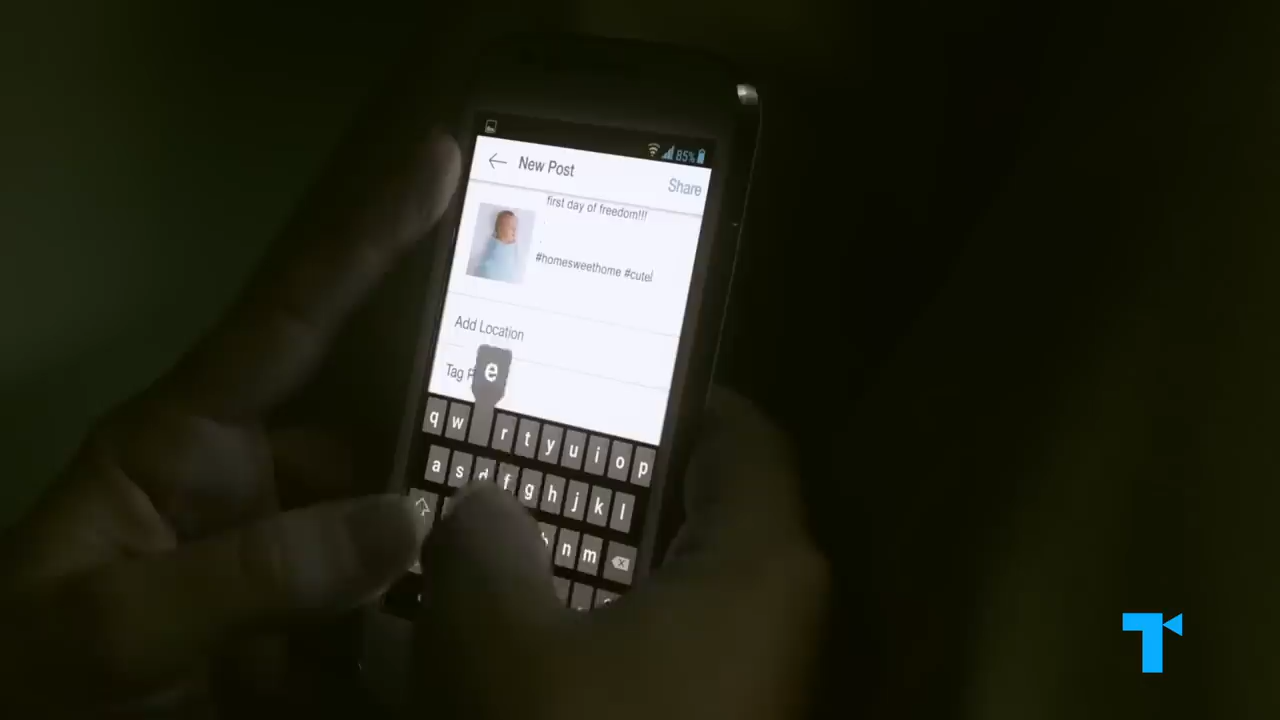 85%
New Post
Share
first day of freedom!!!
.
.
#homesweethome #cute
Add Location
Tag P
e
q w r t y u i o p
a s d f g h j k l
n m
T